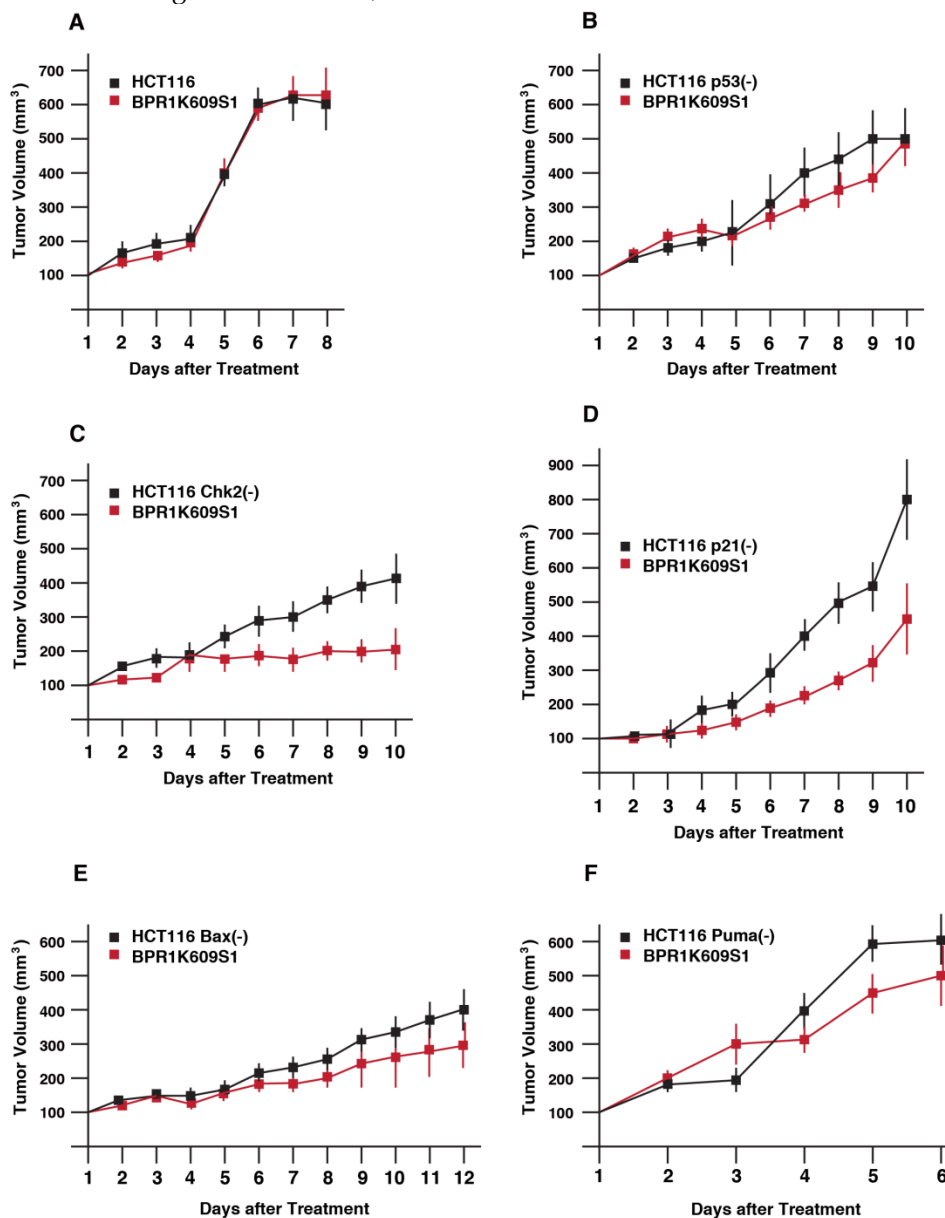 A
HCT116
BPR1K609S1
Tumor Volume (mm3)
700
600
500
400
300
200
100
1 2 3 4 5 6 7 8
Days after Treatment
B
HCT116 p53(-)
BPR1K609S1
Tumor Volume (mm3)
700
600
500
400
300
200
100
1 2 3 4 5 6 7 8 9 10
Days after Treatment
C
HCT116 Chk2(-)
BPR1K609S1
Tumor Volume (mm3)
700
600
500
400
300
200
100
1 2 3 4 5 6 7 8 9 10
Days after Treatment
D
HCT116 p21(-)
BPR1K609S1
Tumor Volume (mm3)
900
800
700
600
500
400
300
200
100
1 2 3 4 5 6 7 8 9 10
Days after Treatment
E
HCT116 Bax(-)
BPR1K609S1
Tumor Volume (mm3)
600
500
400
300
200
100
1 2 3 4 5 6 7 8 9 10 11 12
Days after Treatment
F
HCT116 Puma(-)
BPR1K609S1
Tumor Volume (mm3)
600
500
400
300
200
100
1 2 3 4 5 6
Days after Treatment